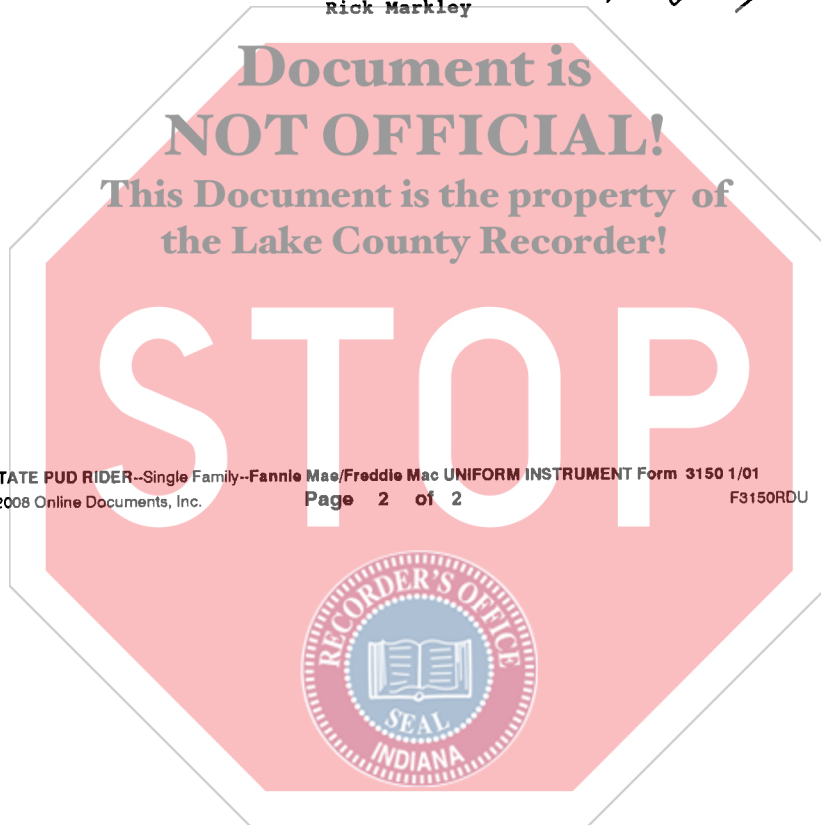 Rick Markley
Document is
NOT OFFICIAL!
This Document is the property of
the Lake County Recorder!
STOP
TATE PUD RIDER--Single Family--Fannie Mae/Freddie Mac UNIFORM INSTRUMENT Form 3150 1/01
2008 Online Documents, Inc. Page 2 of 2 F3150RDU
RECORDER'S OFFICE
SEAL
INDIANA